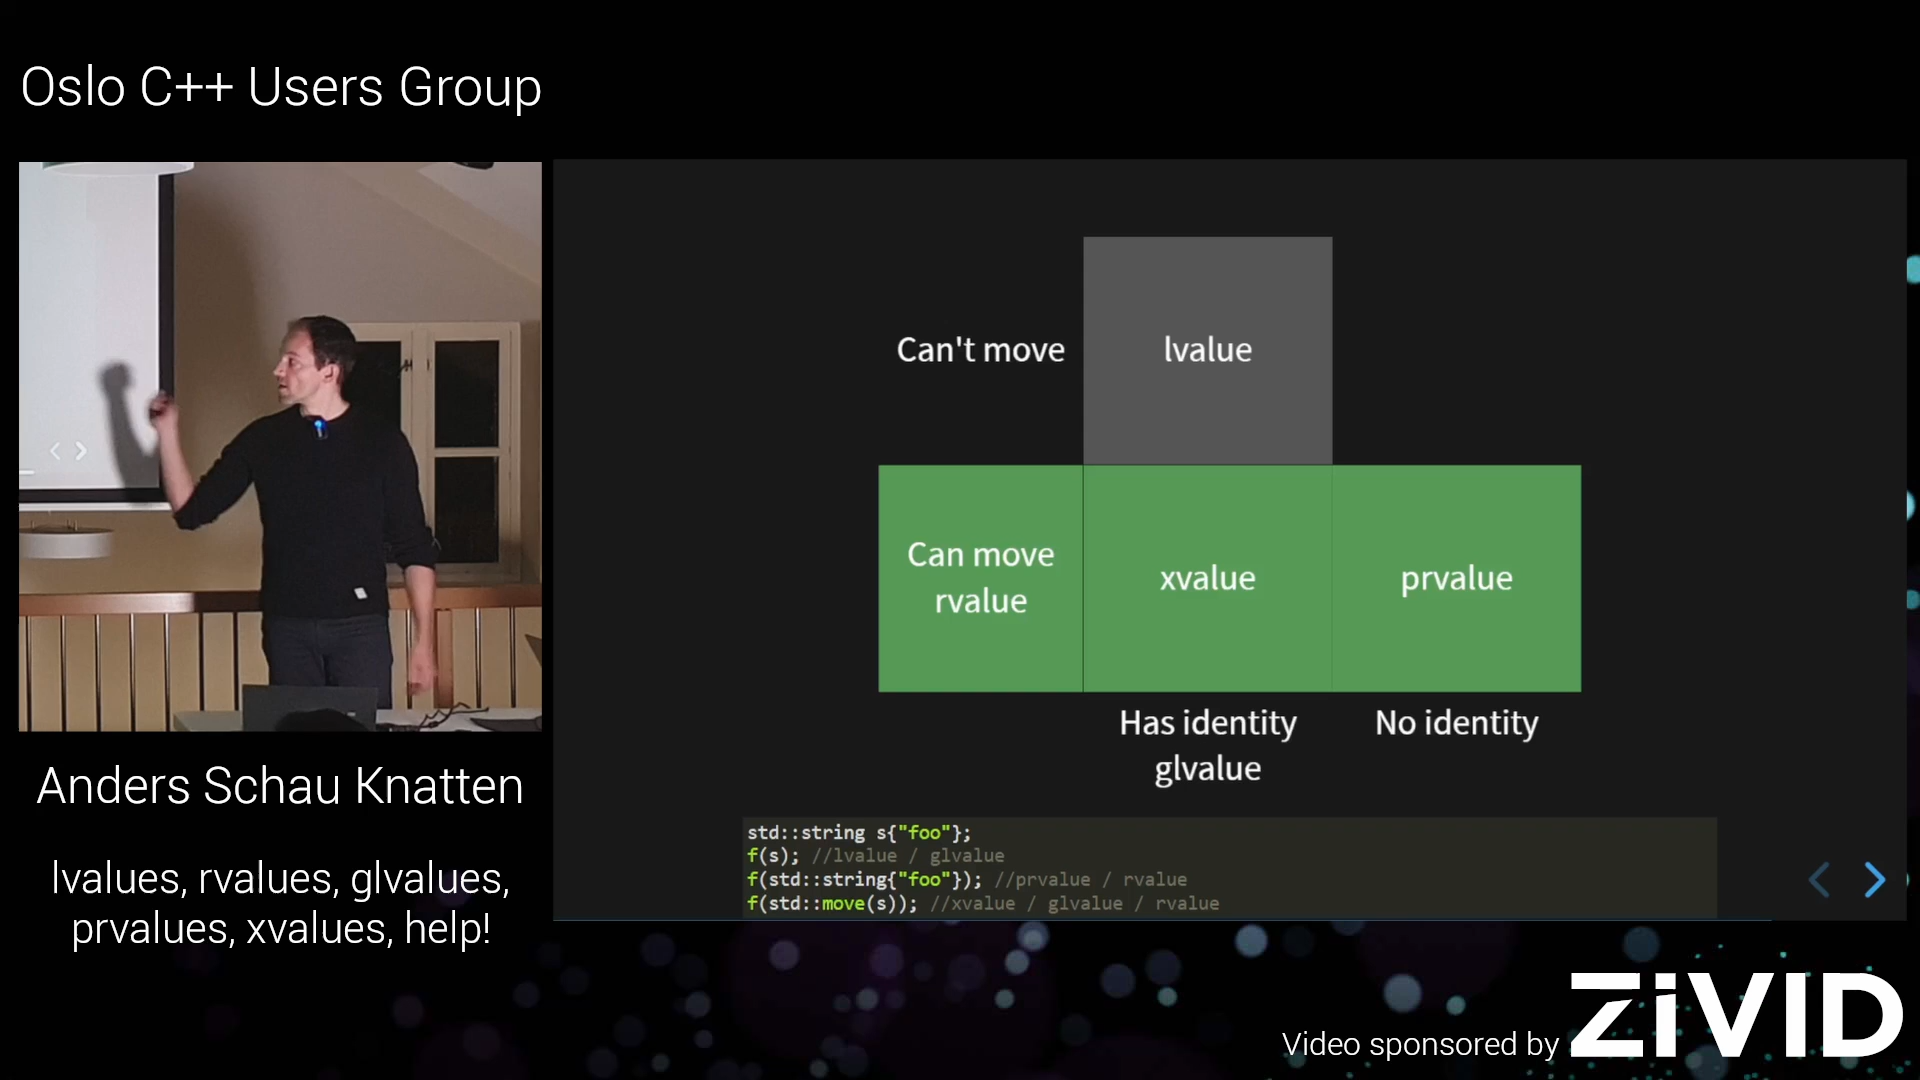 Oslo C++ Users Group
Can't move
lvalue
Can move
rvalue
xvalue
prvalue
Has identity
glvalue
No identity
std::string s{"foo"};
f(s); //lvalue / glvalue
f(std::string{"foo"}); //prvalue / rvalue
f(std::move(s)); //xvalue / glvalue / rvalue
Anders Schau Knatten
lvalues, rvalues, glvalues,
prvalues, xvalues, help!
Video sponsored by ZiVID